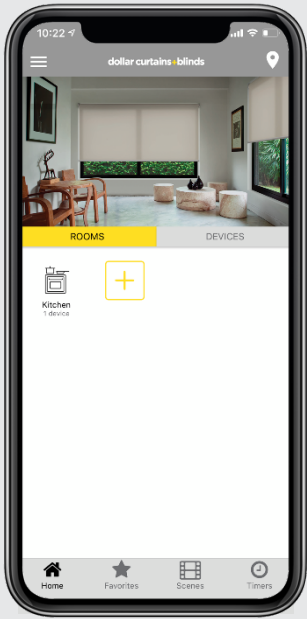 10:22
dollar curtains+blinds
ROOMS
DEVICES
Kitchen
1 device
Home
Favorites
Scenes
Timers